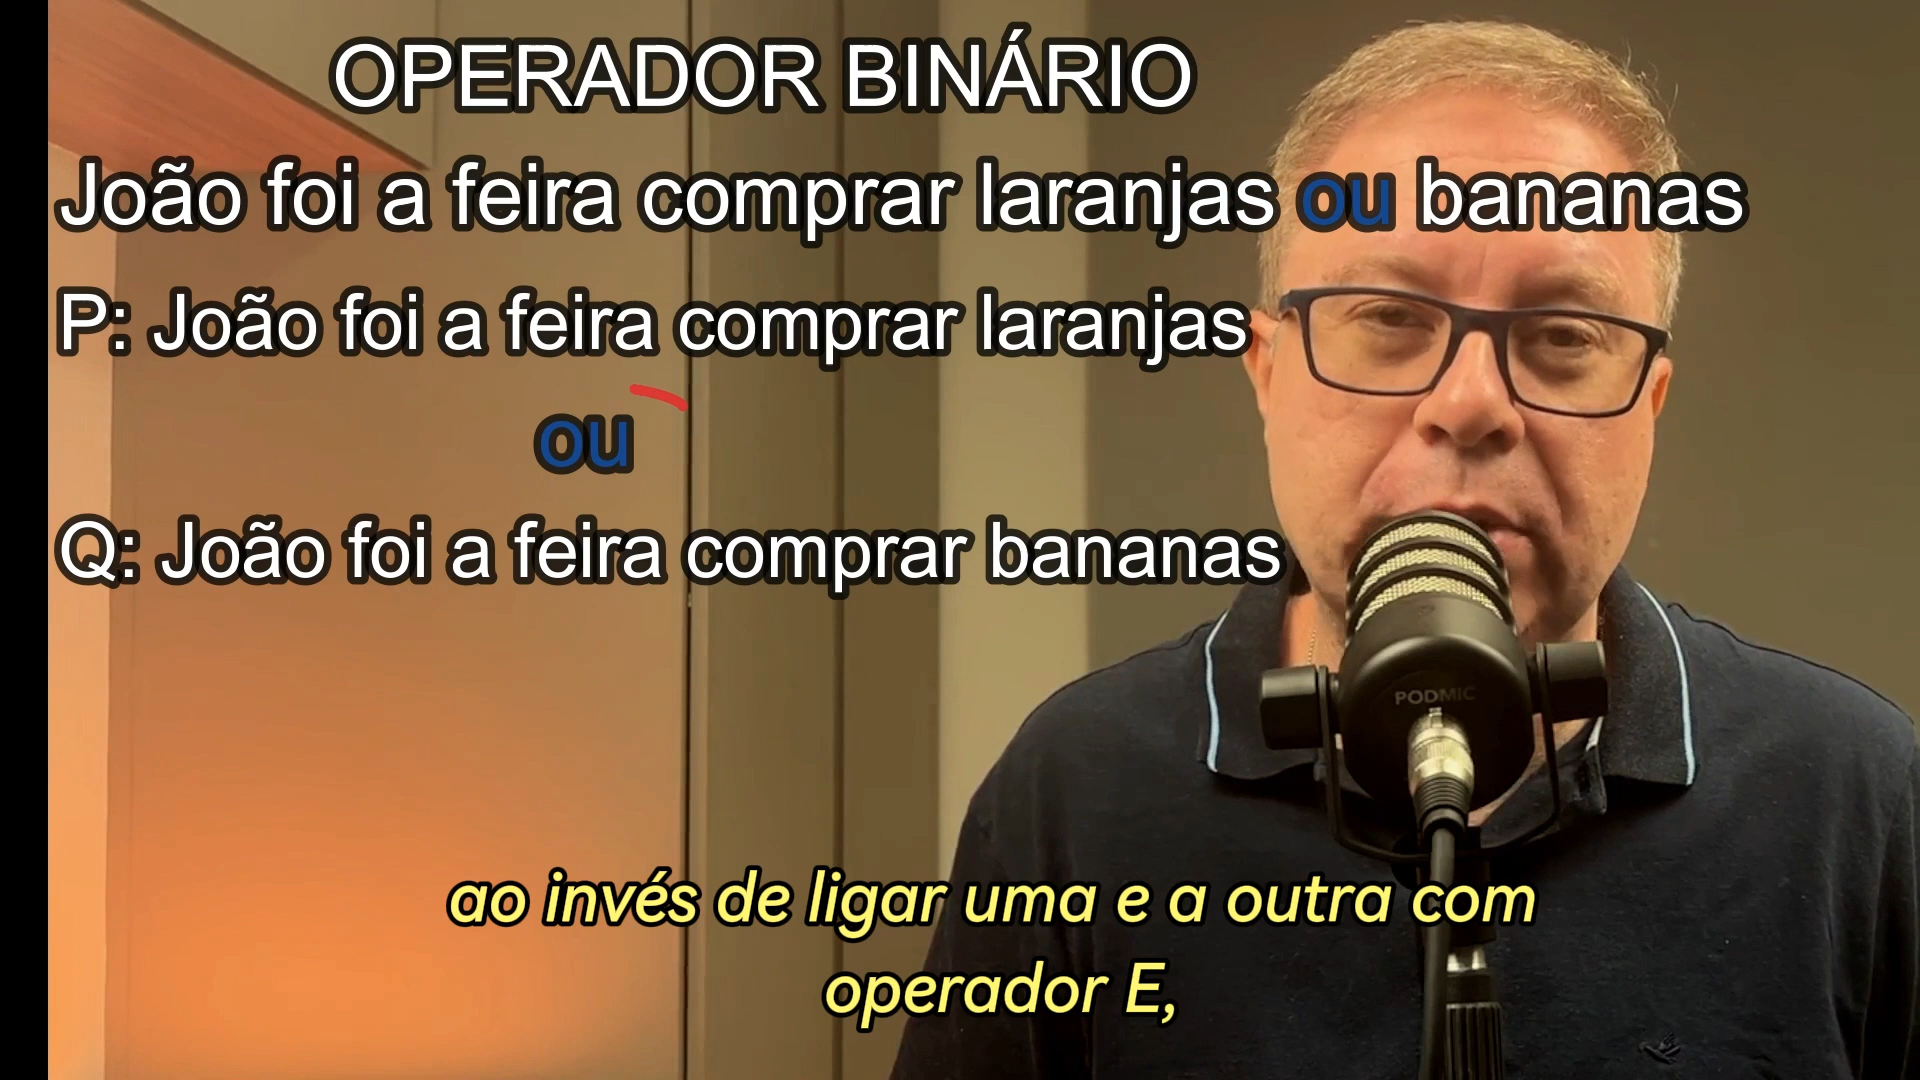 OPERADOR BINÁRIO
João foi a feira comprar laranjas ou bananas
P: João foi a feira comprar laranjas
ou
Q: João foi a feira comprar bananas
PODMIC
ao invés de ligar uma e a outra com
operador E,